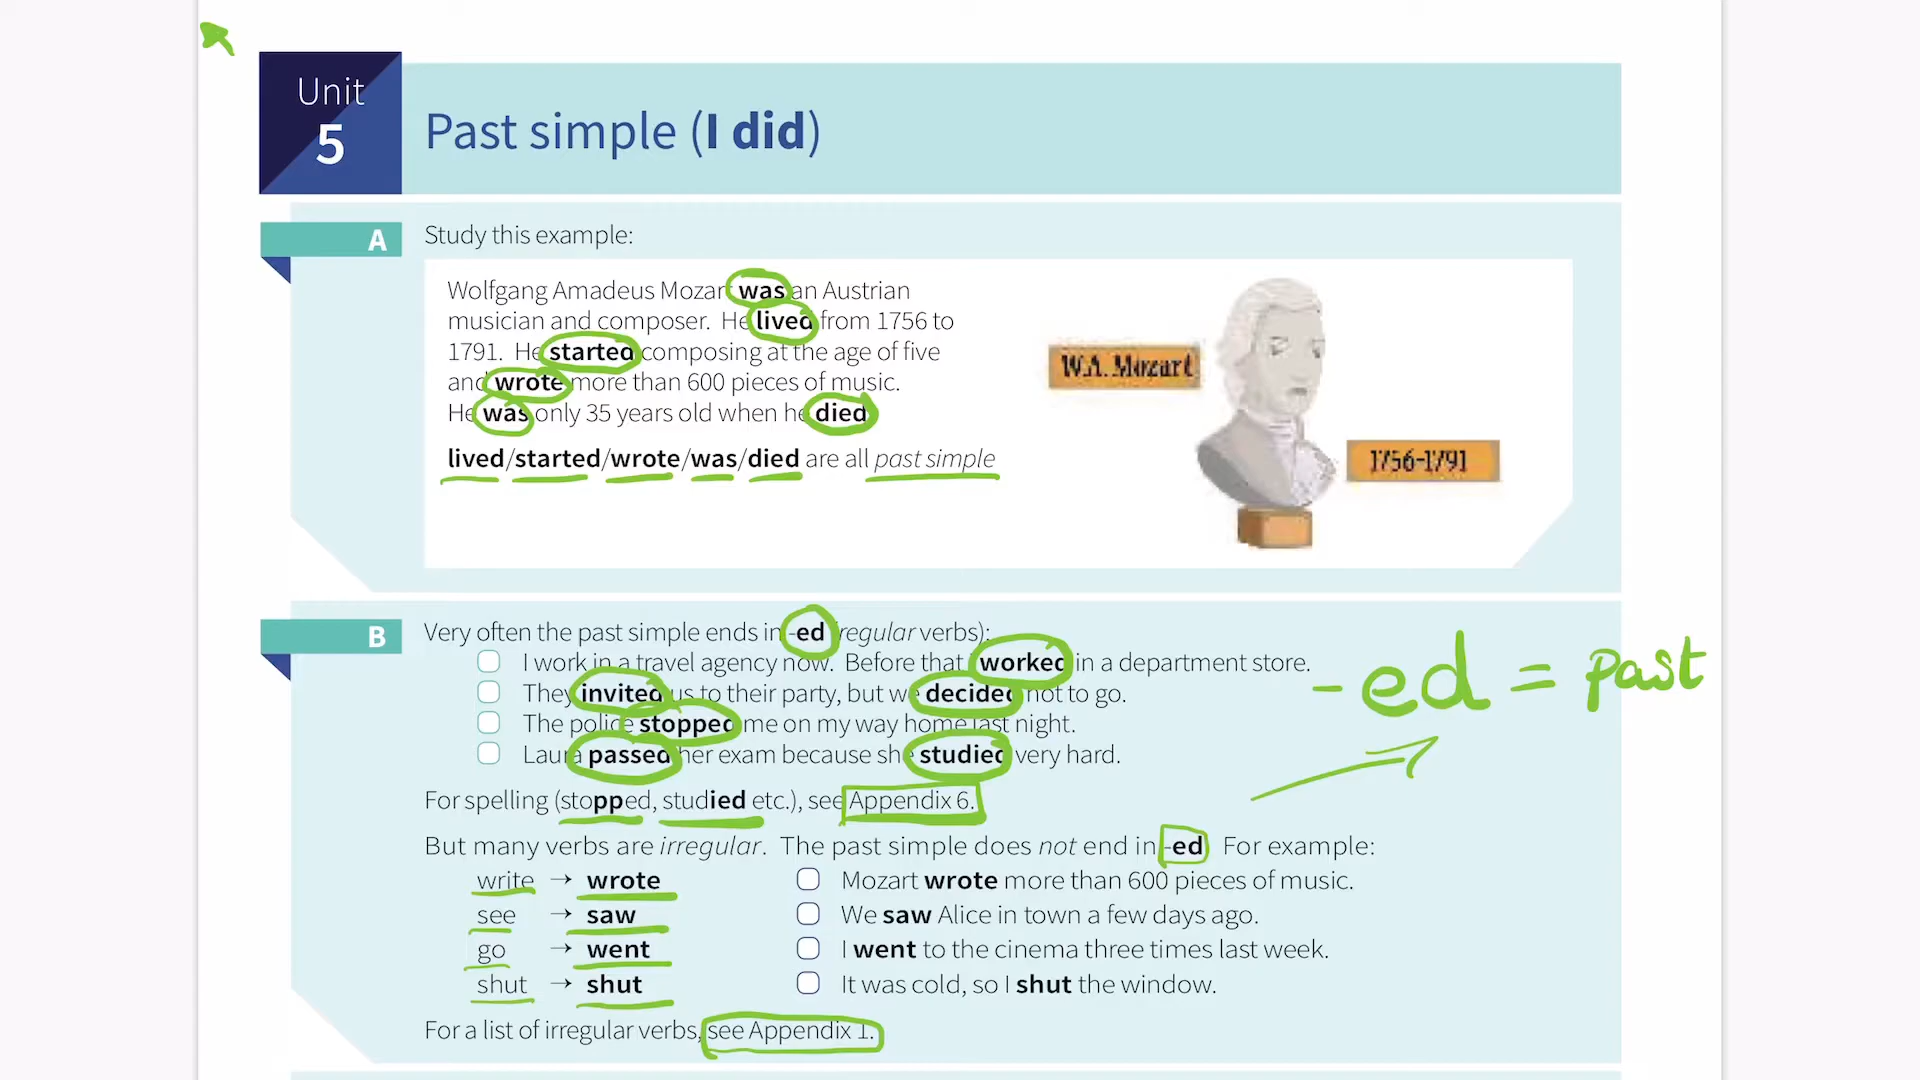 Unit
5
Past simple (I did)
A
Study this example:
Wolfgang Amadeus Mozart was an Austrian
musician and composer. He lived from 1756 to
1791. He started composing at the age of five
and wrote more than 600 pieces of music.
He was only 35 years old when he died
lived/started/wrote/was/died are all past simple
W.A. Mozart
1756-1791
B
Very often the past simple ends in -ed (regular verbs):
I work in a travel agency now. Before that I worked in a department store.
They invited us to their party, but we decided not to go.
The police stopped me on my way home last night.
Laura passed her exam because she studied very hard.
-ed = past
For spelling (stopped, studied etc.), see Appendix 6.
But many verbs are irregular. The past simple does not end in -ed For example:
write → wrote
Mozart wrote more than 600 pieces of music.
see → saw
We saw Alice in town a few days ago.
go → went
I went to the cinema three times last week.
shut → shut
It was cold, so I shut the window.
For a list of irregular verbs, see Appendix 1.